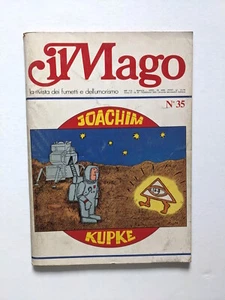 il Mago
la rivista dei fumetti e dell'umorismo
N° 35
JOACHIM
KUPKE